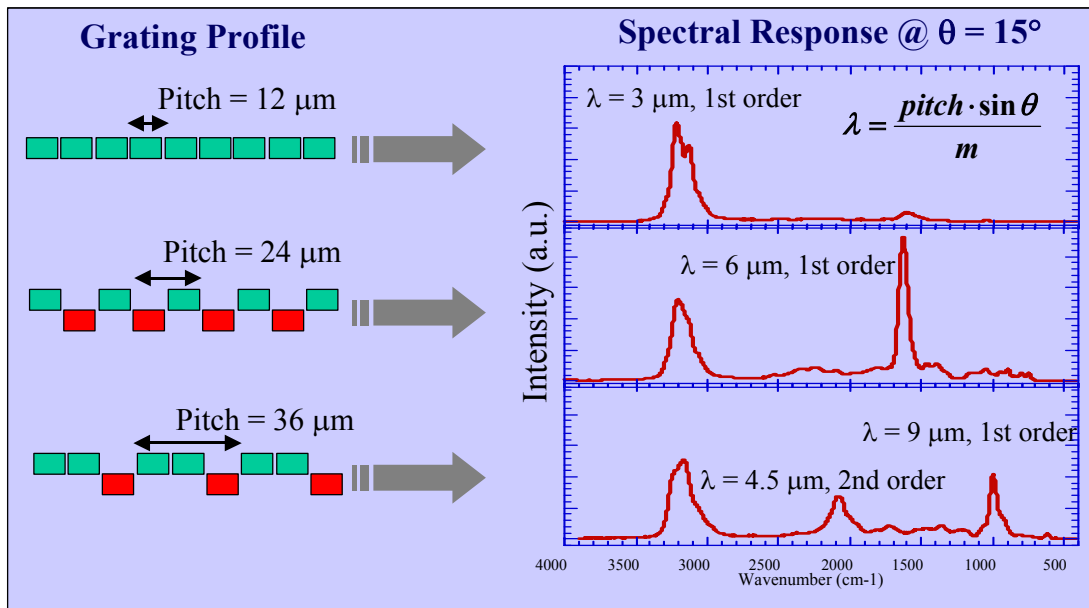 Grating Profile
Pitch = 12 μm
Pitch = 24 μm
Pitch = 36 μm
Spectral Response @ θ = 15°
λ = 3 μm, 1st order
λ = pitch · sin θ / m
λ = 6 μm, 1st order
λ = 9 μm, 1st order
λ = 4.5 μm, 2nd order
Intensity (a.u.)
4000 3000 2000 1500 1000 500
Wavenumber (cm-1)